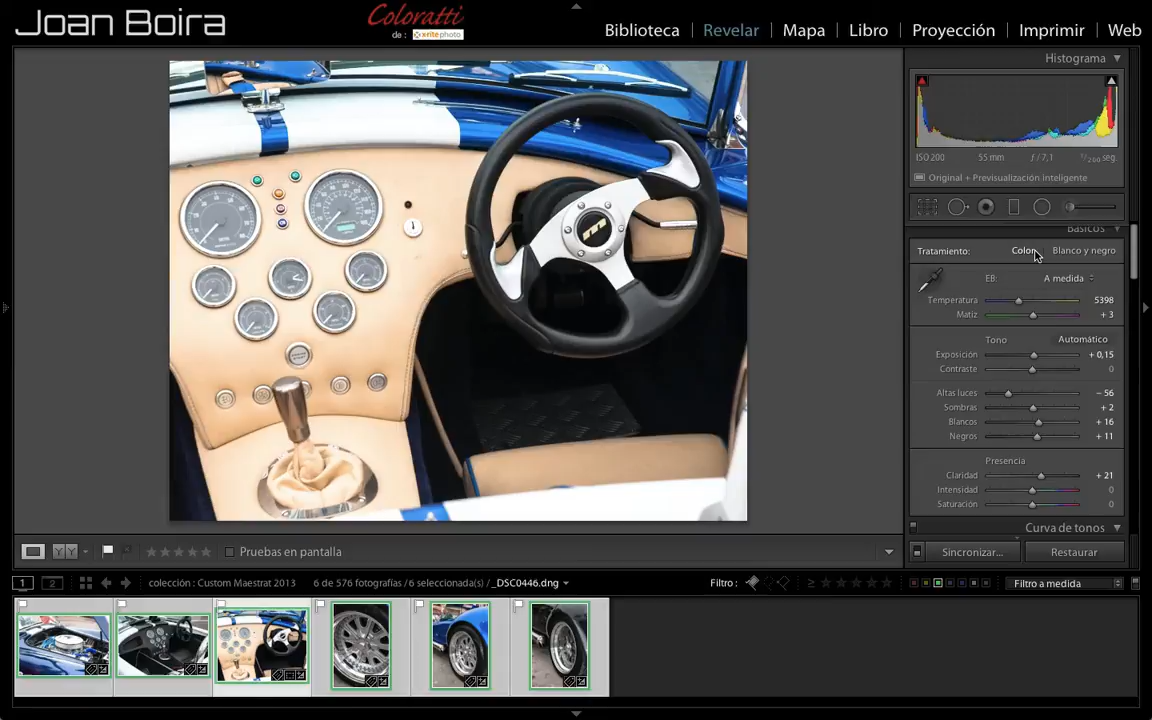 Joan Boira
Coloratti
de : xritephoto
Biblioteca | Revelar | Mapa | Libro | Proyección | Imprimir | Web
Histograma
ISO 200 55 mm ƒ / 7,1 1/200 seg.
Original + Previsualización inteligente
Básicos
Tratamiento: Color Blanco y negro
EB: A medida
Temperatura 5398
Matiz + 3
Tono Automático
Exposición + 0,15
Contraste 0
Altas luces − 56
Sombras + 2
Blancos + 16
Negros + 11
Presencia
Claridad + 21
Intensidad 0
Saturación 0
Curva de tonos
Pruebas en pantalla
Sincronizar... Restaurar
1 2 colección : Custom Maestrat 2013 6 de 576 fotografías /6 seleccionada(s) /_DSC0446.dng Filtro : Filtro a medida